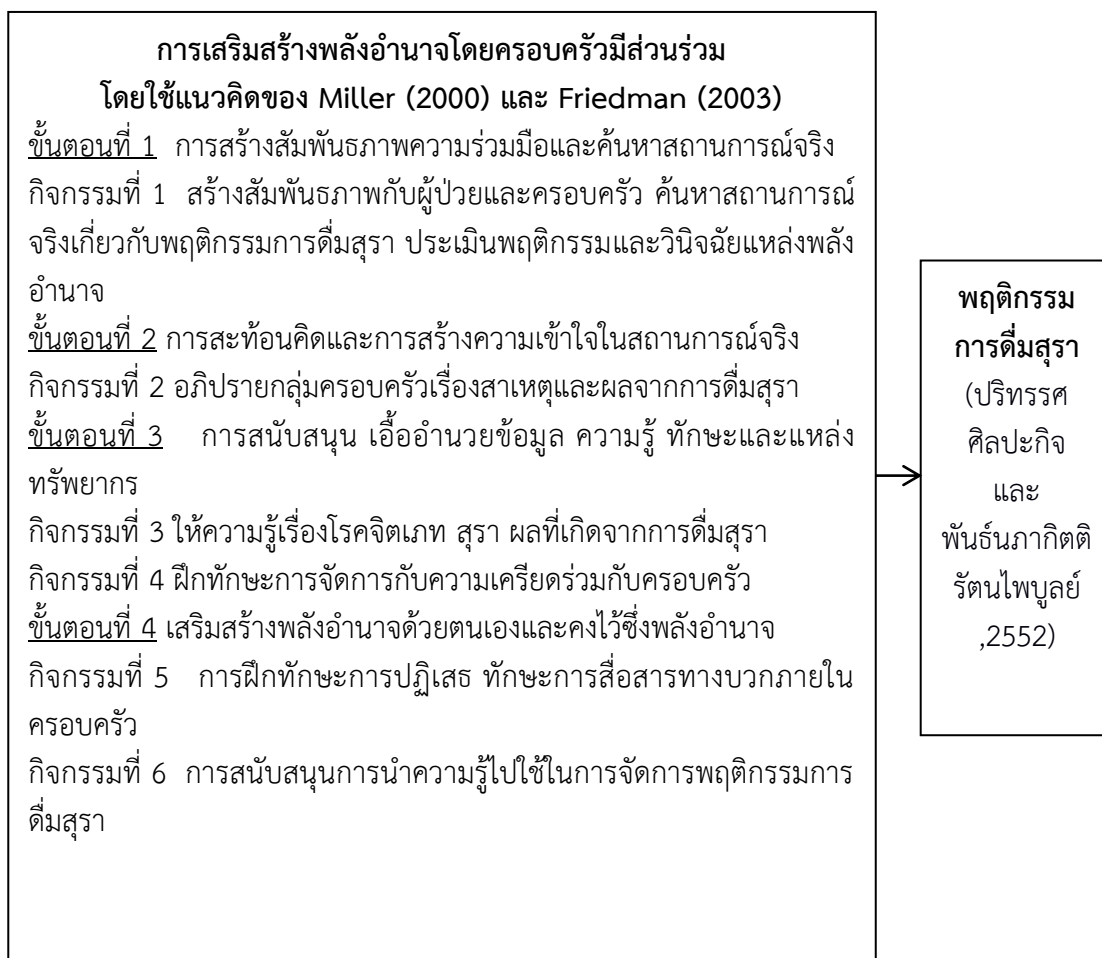 การเสริมสร้างพลังอำนาจโดยครอบครัวมีส่วนร่วม
โดยใช้แนวคิดของ Miller (2000) และ Friedman (2003)
ขั้นตอนที่ 1 การสร้างสัมพันธภาพความร่วมมือและค้นหาสถานการณ์จริง
กิจกรรมที่ 1 สร้างสัมพันธภาพกับผู้ป่วยและครอบครัว ค้นหาสถานการณ์
จริงเกี่ยวกับพฤติกรรมการดื่มสุรา ประเมินพฤติกรรมและวินิจฉัยแหล่งพลัง
อำนาจ
ขั้นตอนที่ 2 การสะท้อนคิดและการสร้างความเข้าใจในสถานการณ์จริง
กิจกรรมที่ 2 อภิปรายกลุ่มครอบครัวเรื่องสาเหตุและผลจากการดื่มสุรา
ขั้นตอนที่ 3 การสนับสนุน เอื้ออำนวยข้อมูล ความรู้ ทักษะและแหล่ง
ทรัพยากร
กิจกรรมที่ 3 ให้ความรู้เรื่องโรคจิตเภท สุรา ผลที่เกิดจากการดื่มสุรา
กิจกรรมที่ 4 ฝึกทักษะการจัดการกับความเครียดร่วมกับครอบครัว
ขั้นตอนที่ 4 เสริมสร้างพลังอำนาจด้วยตนเองและคงไว้ซึ่งพลังอำนาจ
กิจกรรมที่ 5 การฝึกทักษะการปฏิเสธ ทักษะการสื่อสารทางบวกภายใน
ครอบครัว
กิจกรรมที่ 6 การสนับสนุนการนำความรู้ไปใช้ในการจัดการพฤติกรรมการ
ดื่มสุรา
พฤติกรรม
การดื่มสุรา
(ปริทรรศ
ศิลปะกิจ
และ
พันธ์นภากิตติ
รัตนไพบูลย์
,2552)